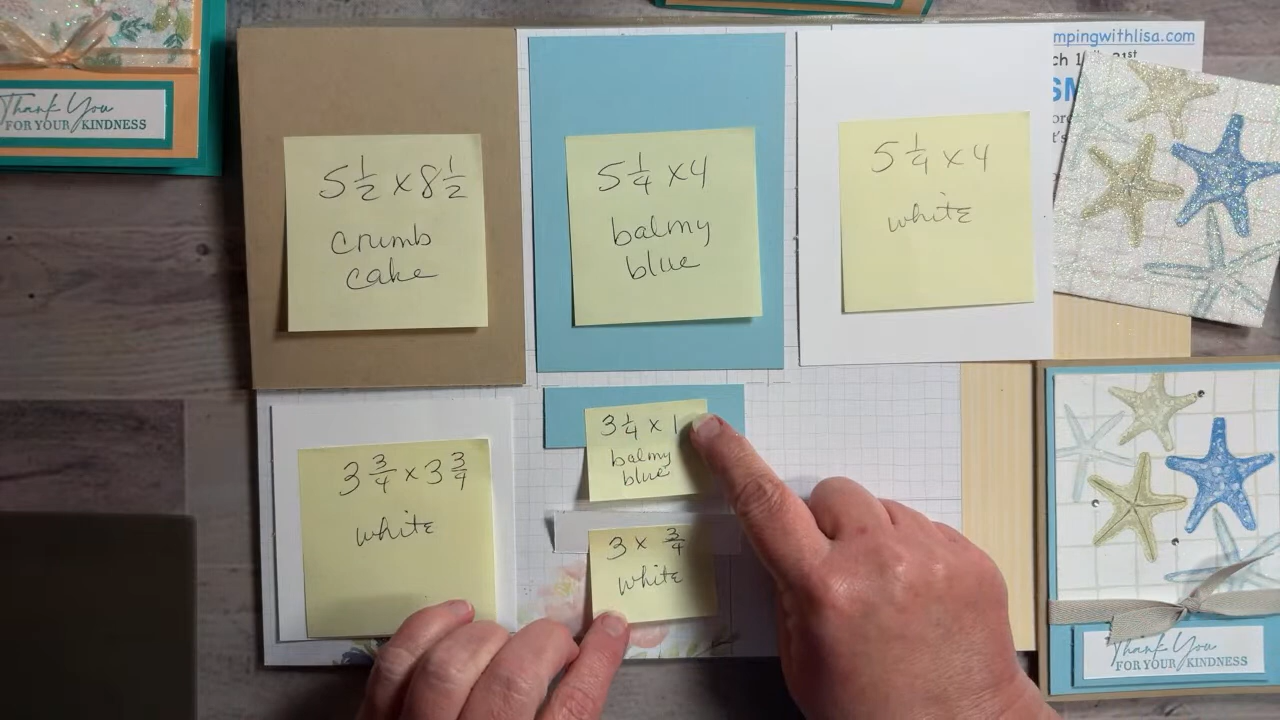 Thank You
FOR YOUR KINDNESS
5 1/2 x 8 1/2
crumb
cake
5 1/4 x 4
balmy
blue
5 1/4 x 4
white
mpingwithlisa.com
21st
3 3/4 x 3 3/4
white
3 1/4 x 1
balmy
blue
3 x 3/4
white
Thank You
FOR YOUR KINDNESS